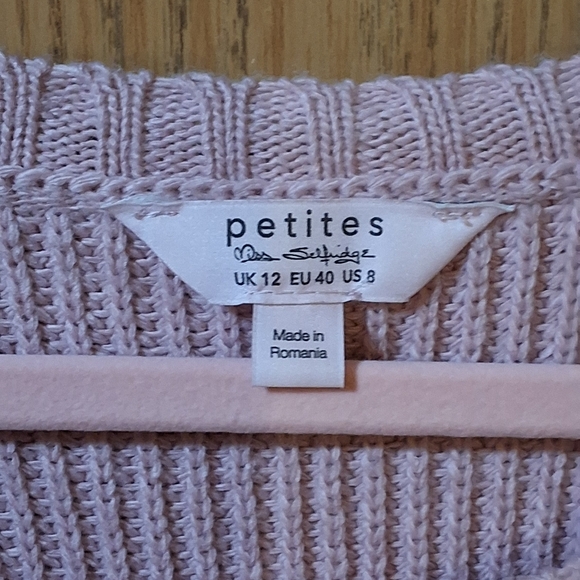 petites
Miss Selfridge
UK 12 EU 40 US 8
Made in
Romania